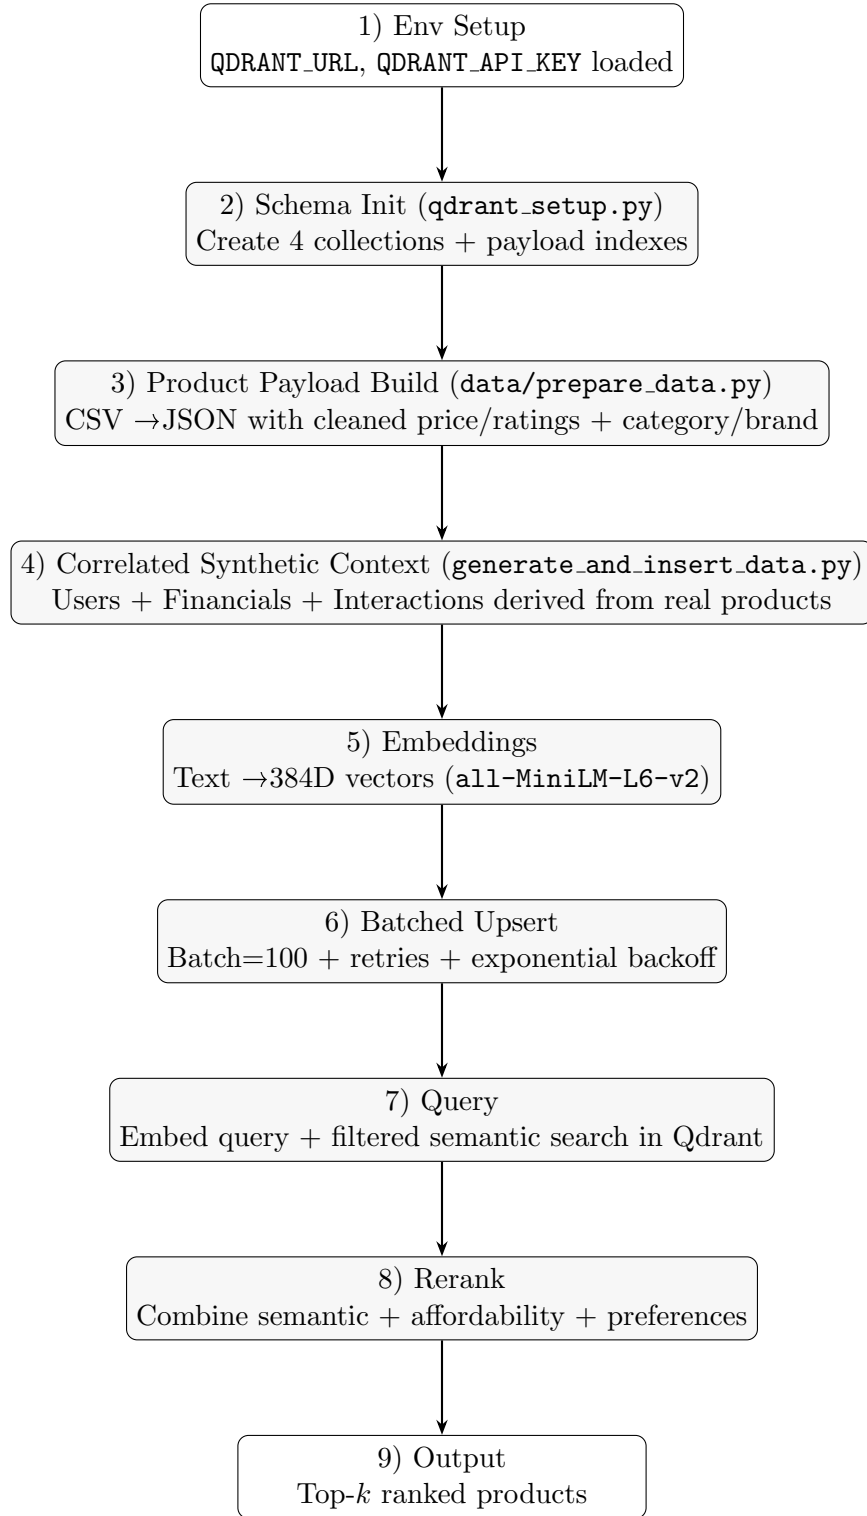 1) Env Setup
QDRANT_URL, QDRANT_API_KEY loaded
2) Schema Init (qdrant_setup.py)
Create 4 collections + payload indexes
3) Product Payload Build (data/prepare_data.py)
CSV →JSON with cleaned price/ratings + category/brand
4) Correlated Synthetic Context (generate_and_insert_data.py)
Users + Financials + Interactions derived from real products
5) Embeddings
Text →384D vectors (all-MiniLM-L6-v2)
6) Batched Upsert
Batch=100 + retries + exponential backoff
7) Query
Embed query + filtered semantic search in Qdrant
8) Rerank
Combine semantic + affordability + preferences
9) Output
Top-k ranked products